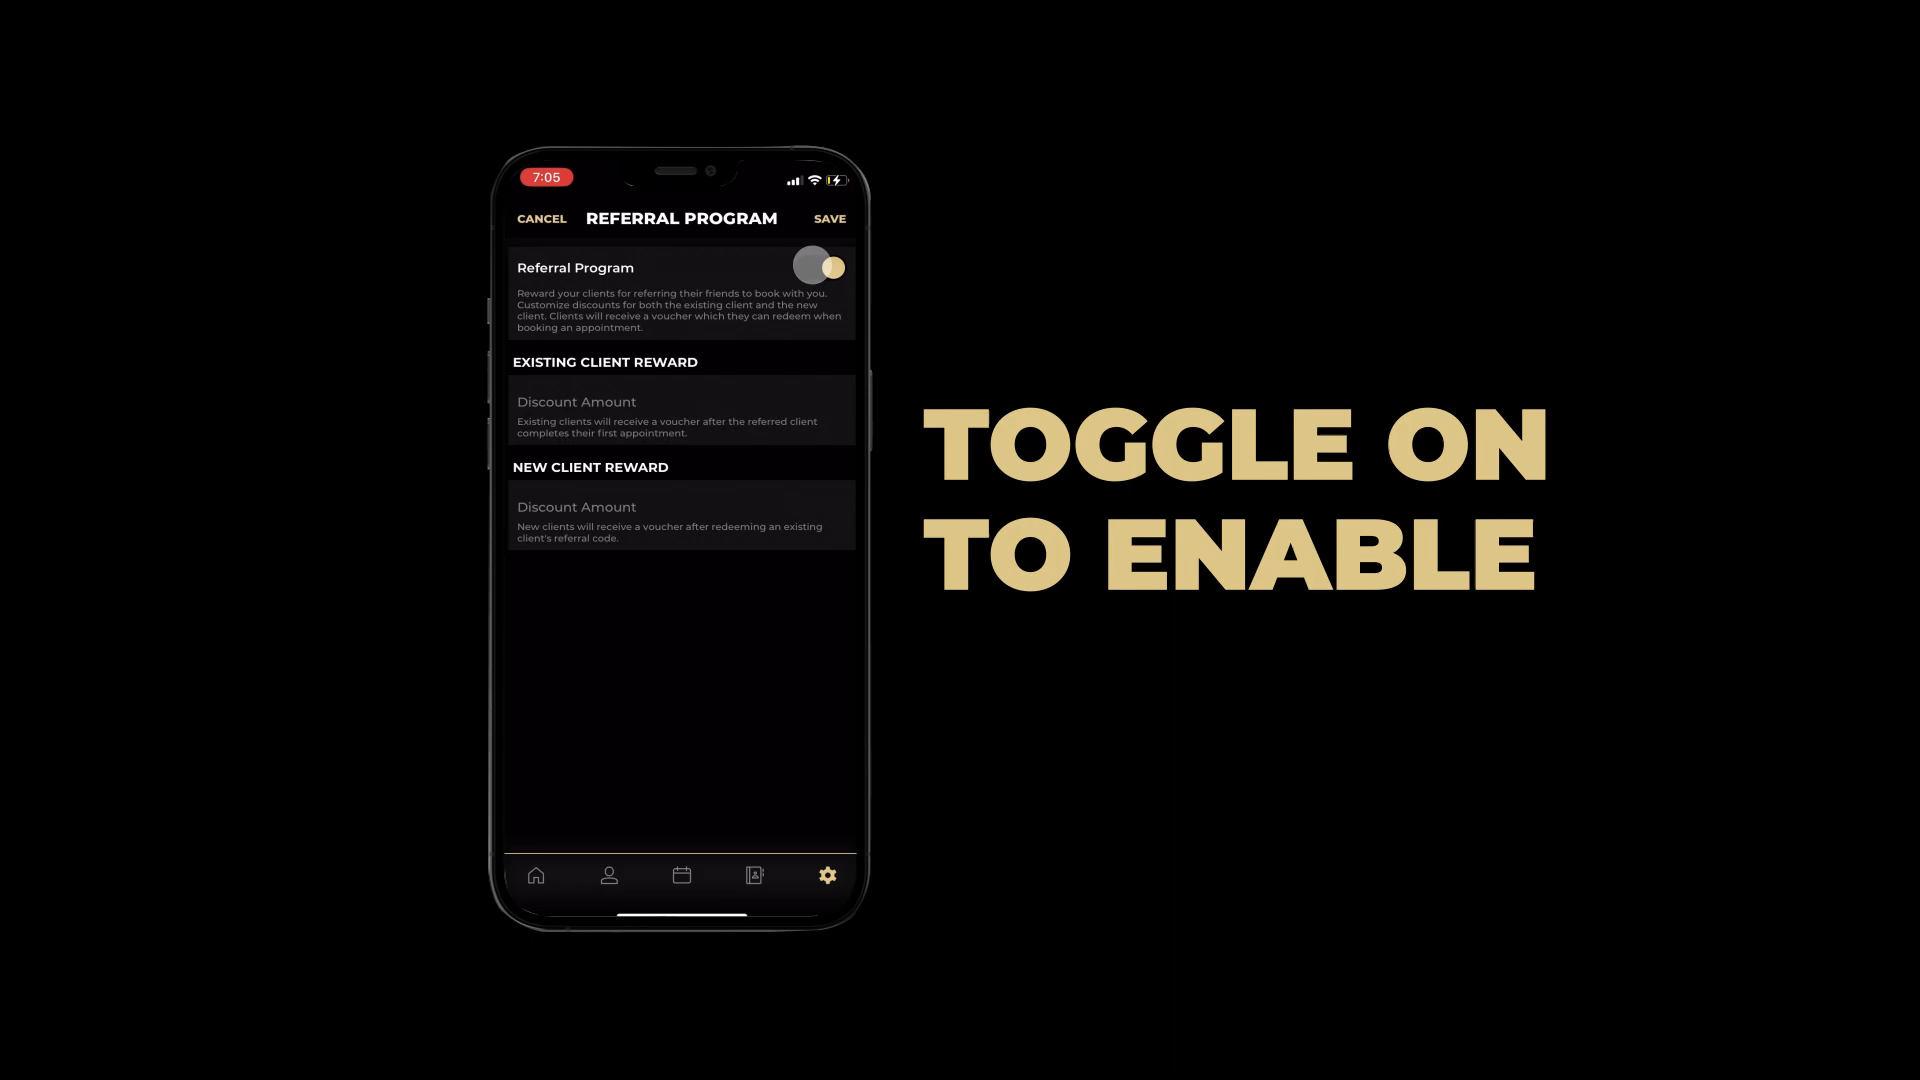 7:05
CANCEL REFERRAL PROGRAM SAVE
Referral Program
Reward your clients for referring their friends to book with you.
Customize discounts for both the existing client and the new
client. Clients will receive a voucher which they can redeem when
booking an appointment.
EXISTING CLIENT REWARD
Discount Amount
Existing clients will receive a voucher after the referred client
completes their first appointment.
NEW CLIENT REWARD
Discount Amount
New clients will receive a voucher after redeeming an existing
client's referral code.
TOGGLE ON
TO ENABLE